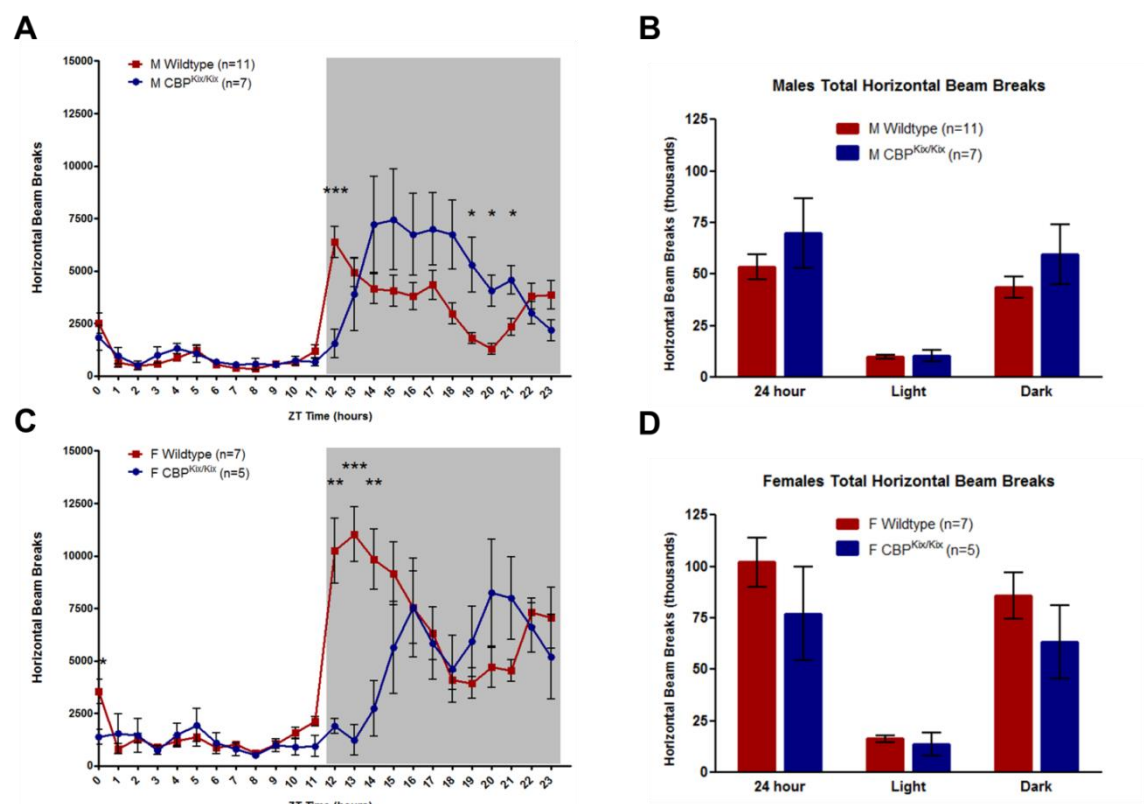 A
15000
12500
10000
7500
5000
2500
0
Horizontal Beam Breaks
M Wildtype (n=11)
M CBPKix/Kix (n=7)
***
* * *
0 1 2 3 4 5 6 7 8 9 10 11 12 13 14 15 16 17 18 19 20 21 22 23
ZT Time (hours)
B
Males Total Horizontal Beam Breaks
125
100
75
50
25
0
Horizontal Beam Breaks (thousands)
M Wildtype (n=11)
M CBPKix/Kix (n=7)
24 hour Light Dark
C
15000
12500
10000
7500
5000
2500
0
Horizontal Beam Breaks
F Wildtype (n=7)
F CBPKix/Kix (n=5)
***
** **
*
0 1 2 3 4 5 6 7 8 9 10 11 12 13 14 15 16 17 18 19 20 21 22 23
ZT Time (hours)
D
Females Total Horizontal Beam Breaks
125
100
75
50
25
0
Horizontal Beam Breaks (thousands)
F Wildtype (n=7)
F CBPKix/Kix (n=5)
24 hour Light Dark